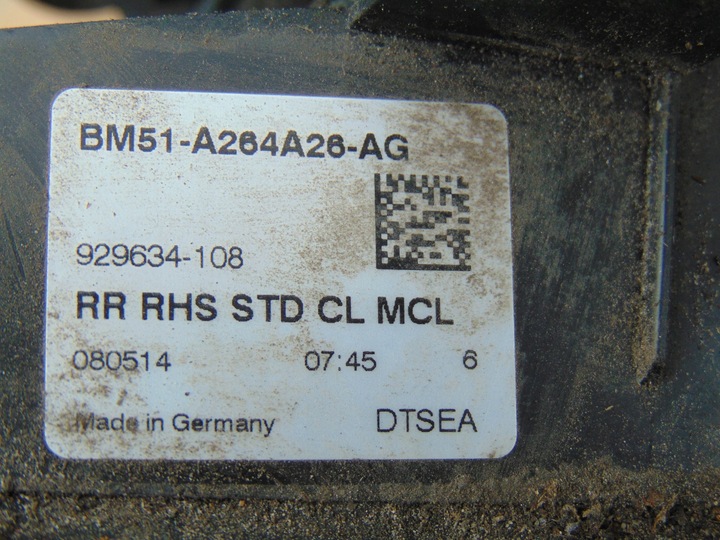 BM51-A264A26-AG
929634-108
RR RHS STD CL MCL
080514 07:45 6
Made in Germany DTSEA